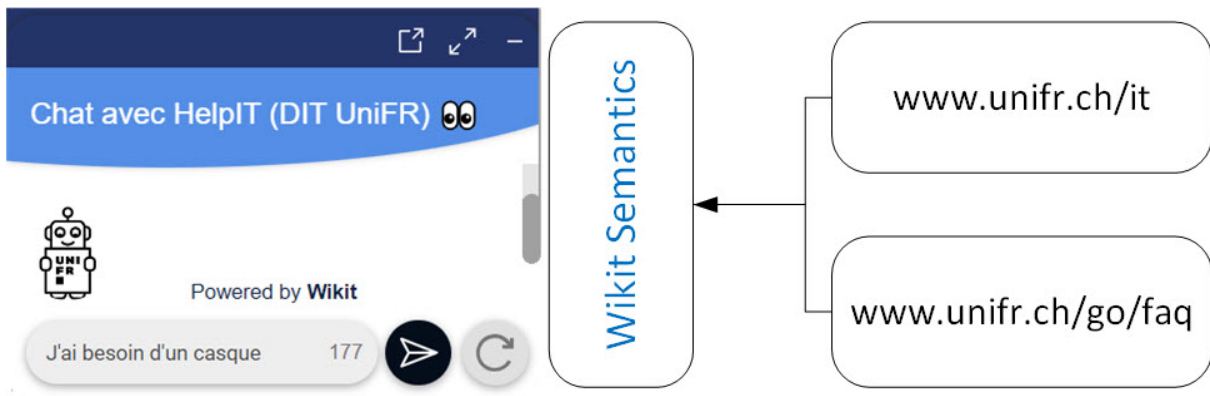 Chat avec HelpIT (DIT UniFR) 👀
UNI
FR
Powered by Wikit
J'ai besoin d'un casque 177
Wikit Semantics
www.unifr.ch/it
www.unifr.ch/go/faq